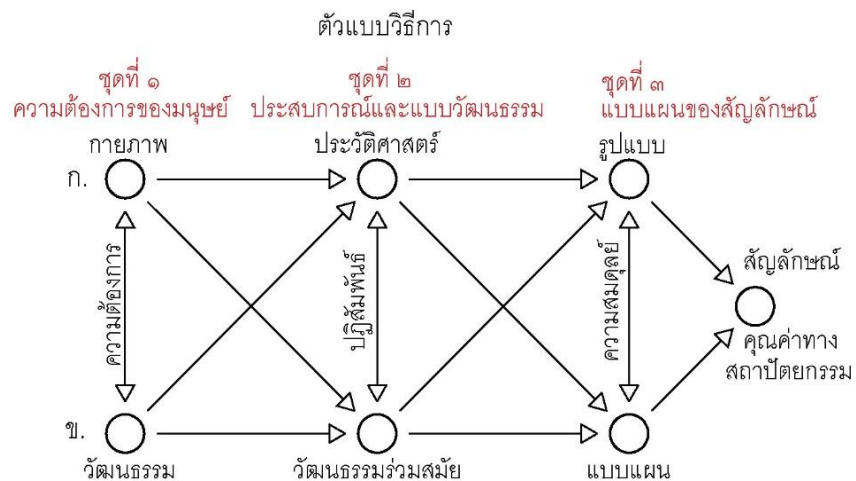 ตัวแบบวิธีการ
ชุดที่ ๑
ความต้องการของมนุษย์
ชุดที่ ๒
ประสบการณ์และแบบวัฒนธรรม
ชุดที่ ๓
แบบแผนของสัญลักษณ์
กายภาพ
ประวัติศาสตร์
รูปแบบ
ก.
ความต้องการ
ปฏิสัมพันธ์
ความสมดุลย์
สัญลักษณ์
คุณค่าทาง
สถาปัตยกรรม
ข.
วัฒนธรรม
วัฒนธรรมร่วมสมัย
แบบแผน